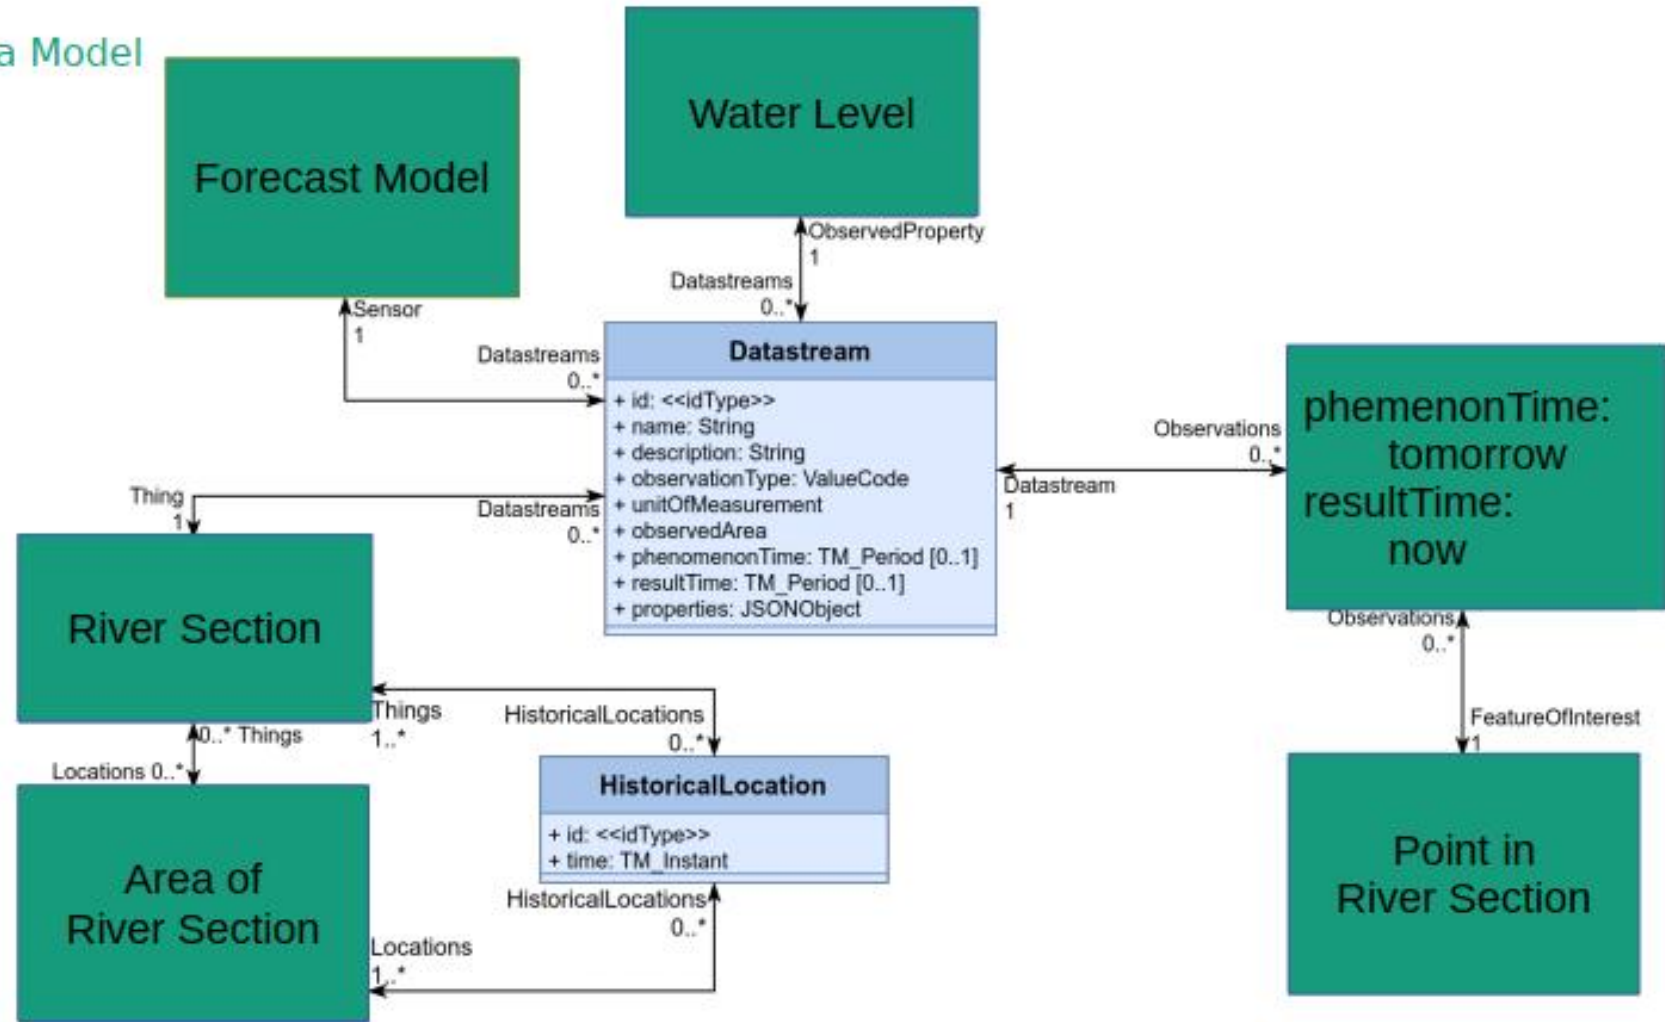 a Model
Forecast Model
Water Level
ObservedProperty
1
Datastreams
0..*
Sensor
1
Datastreams
0..*
Datastream
+ id: <<idType>>
+ name: String
+ description: String
+ observationType: ValueCode
+ unitOfMeasurement
+ observedArea
+ phenomenonTime: TM_Period [0..1]
+ resultTime: TM_Period [0..1]
+ properties: JSONObject
Observations
0..*
Datastream
1
phemenonTime:
tomorrow
resultTime:
now
Thing
1
Datastreams
0..*
River Section
Things
1..*
HistoricalLocations
0..*
0..* Things
Locations 0..*
HistoricalLocation
+ id: <<idType>>
+ time: TM_Instant
HistoricalLocations
0..*
Locations
1..*
Area of
River Section
Observations
0..*
FeatureOfInterest
1
Point in
River Section